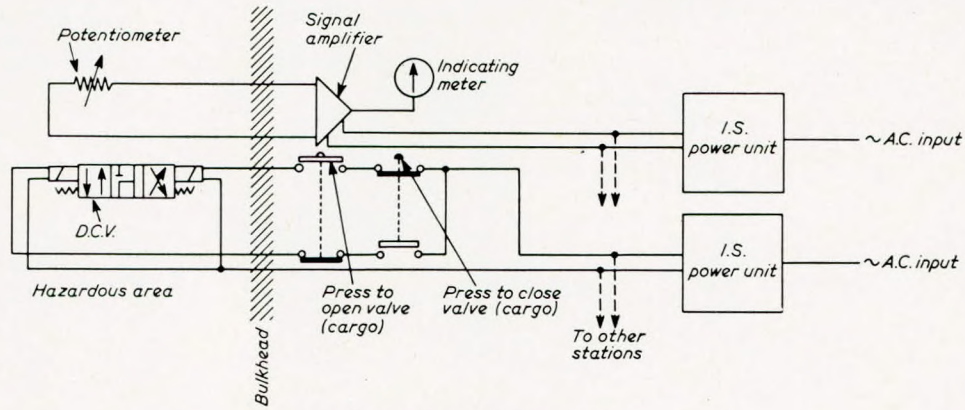 Potentiometer
Signal
amplifier
Indicating
meter
I.S.
power unit
~ A.C. input
D.C.V.
Hazardous area
Bulkhead
Press to
open valve
(cargo)
Press to close
valve (cargo)
I.S.
power unit
~ A.C. input
To other
stations